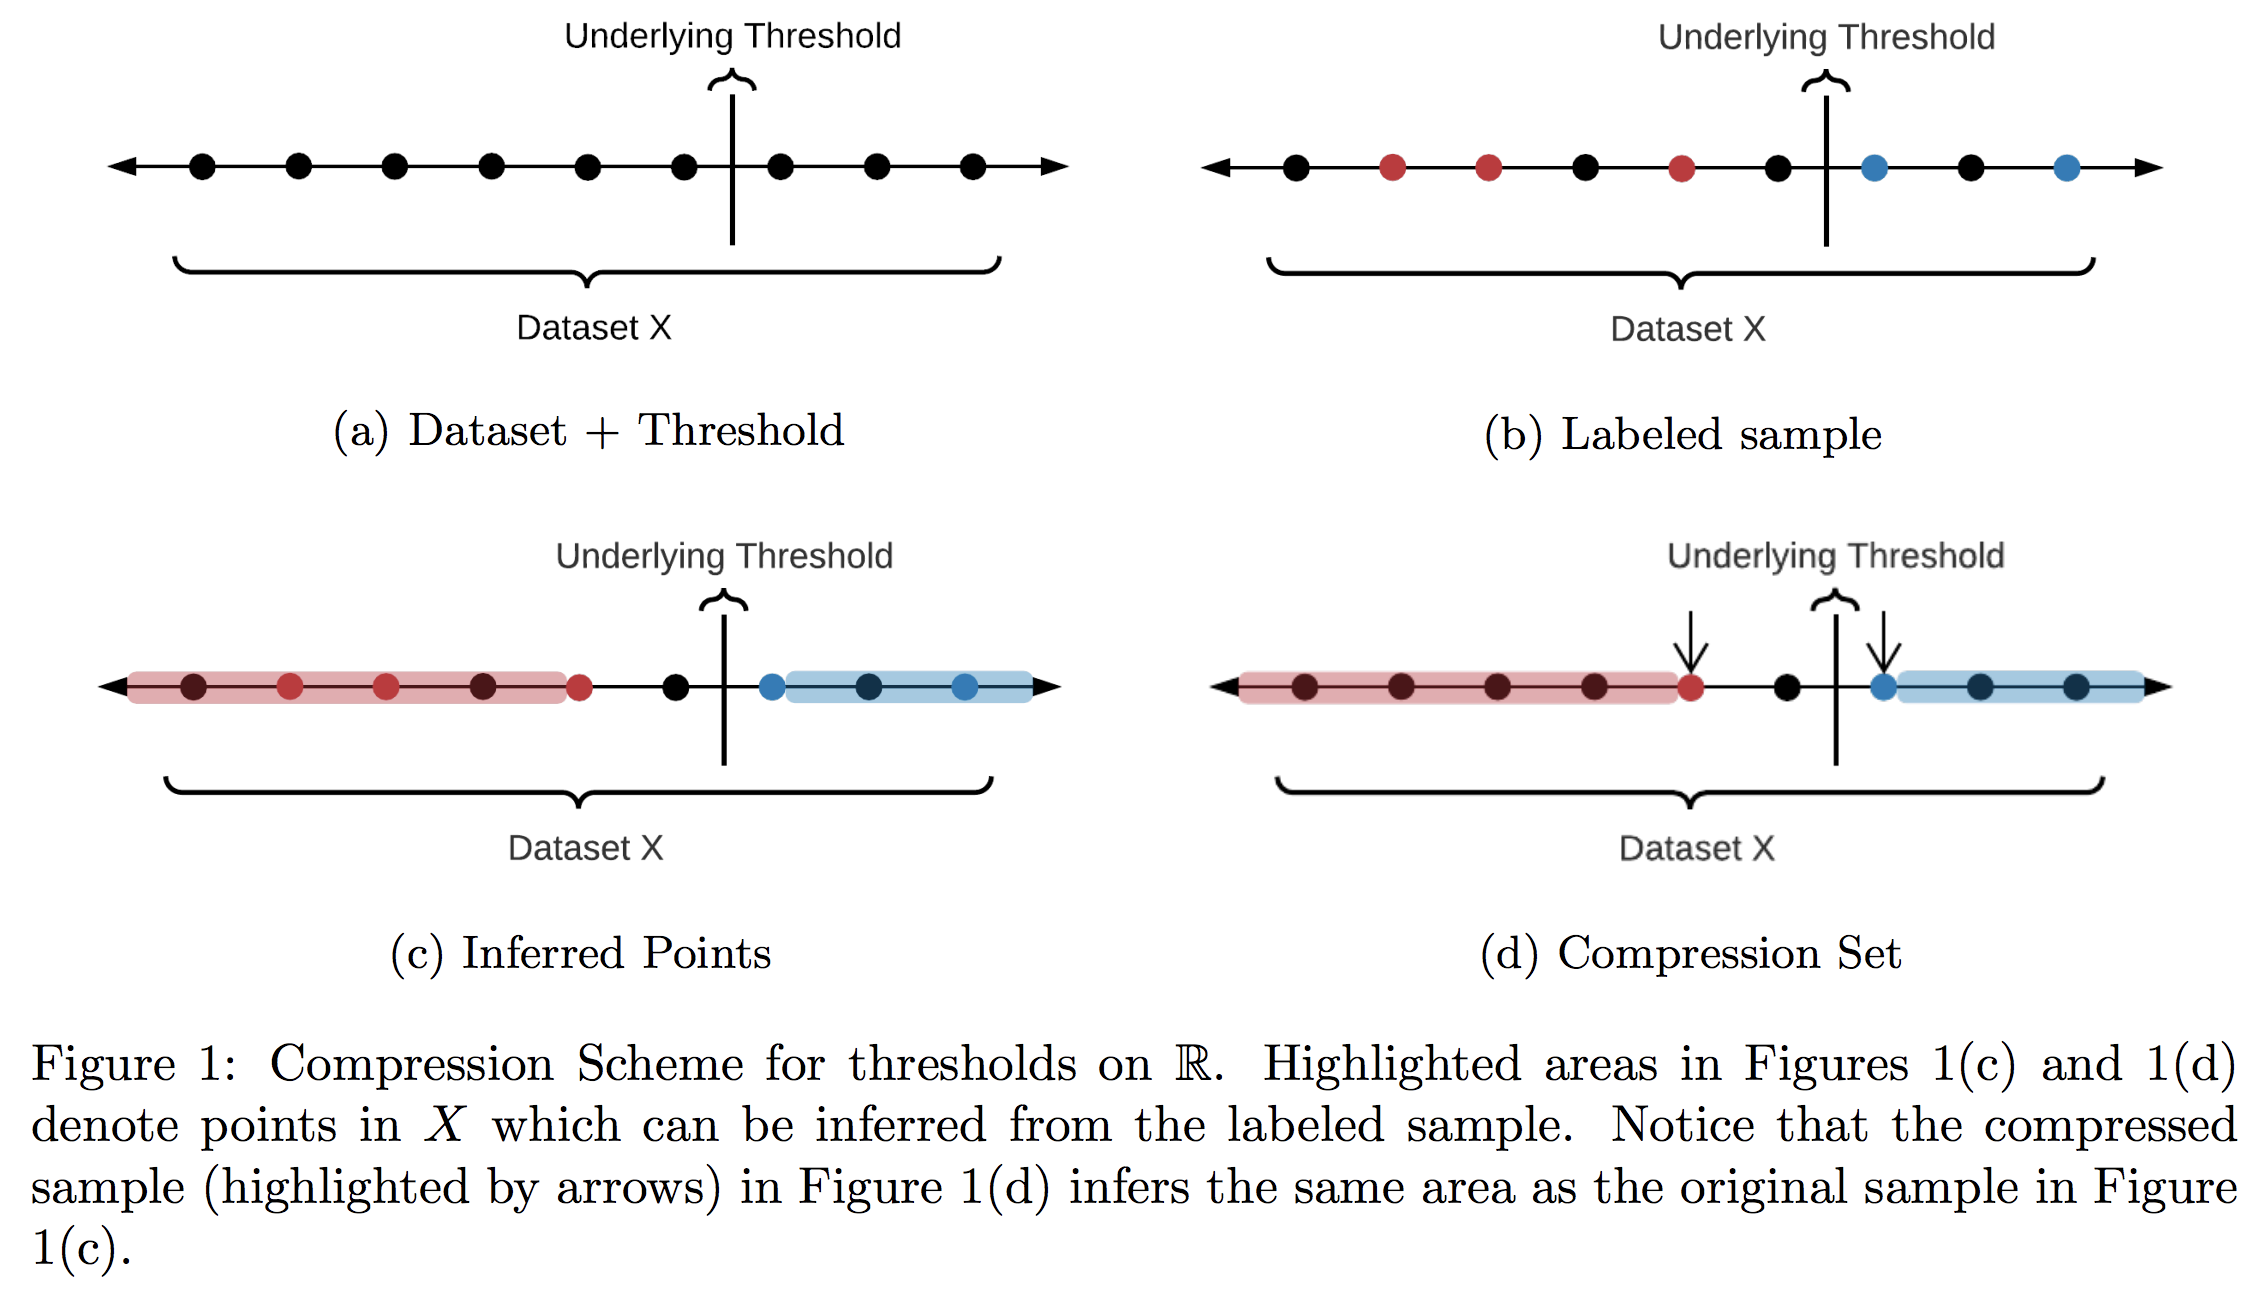 Underlying Threshold
Dataset X
(a) Dataset + Threshold
Underlying Threshold
Dataset X
(b) Labeled sample
Underlying Threshold
Dataset X
(c) Inferred Points
Underlying Threshold
Dataset X
(d) Compression Set
Figure 1: Compression Scheme for thresholds on ℝ. Highlighted areas in Figures 1(c) and 1(d)
denote points in X which can be inferred from the labeled sample. Notice that the compressed
sample (highlighted by arrows) in Figure 1(d) infers the same area as the original sample in Figure
1(c).